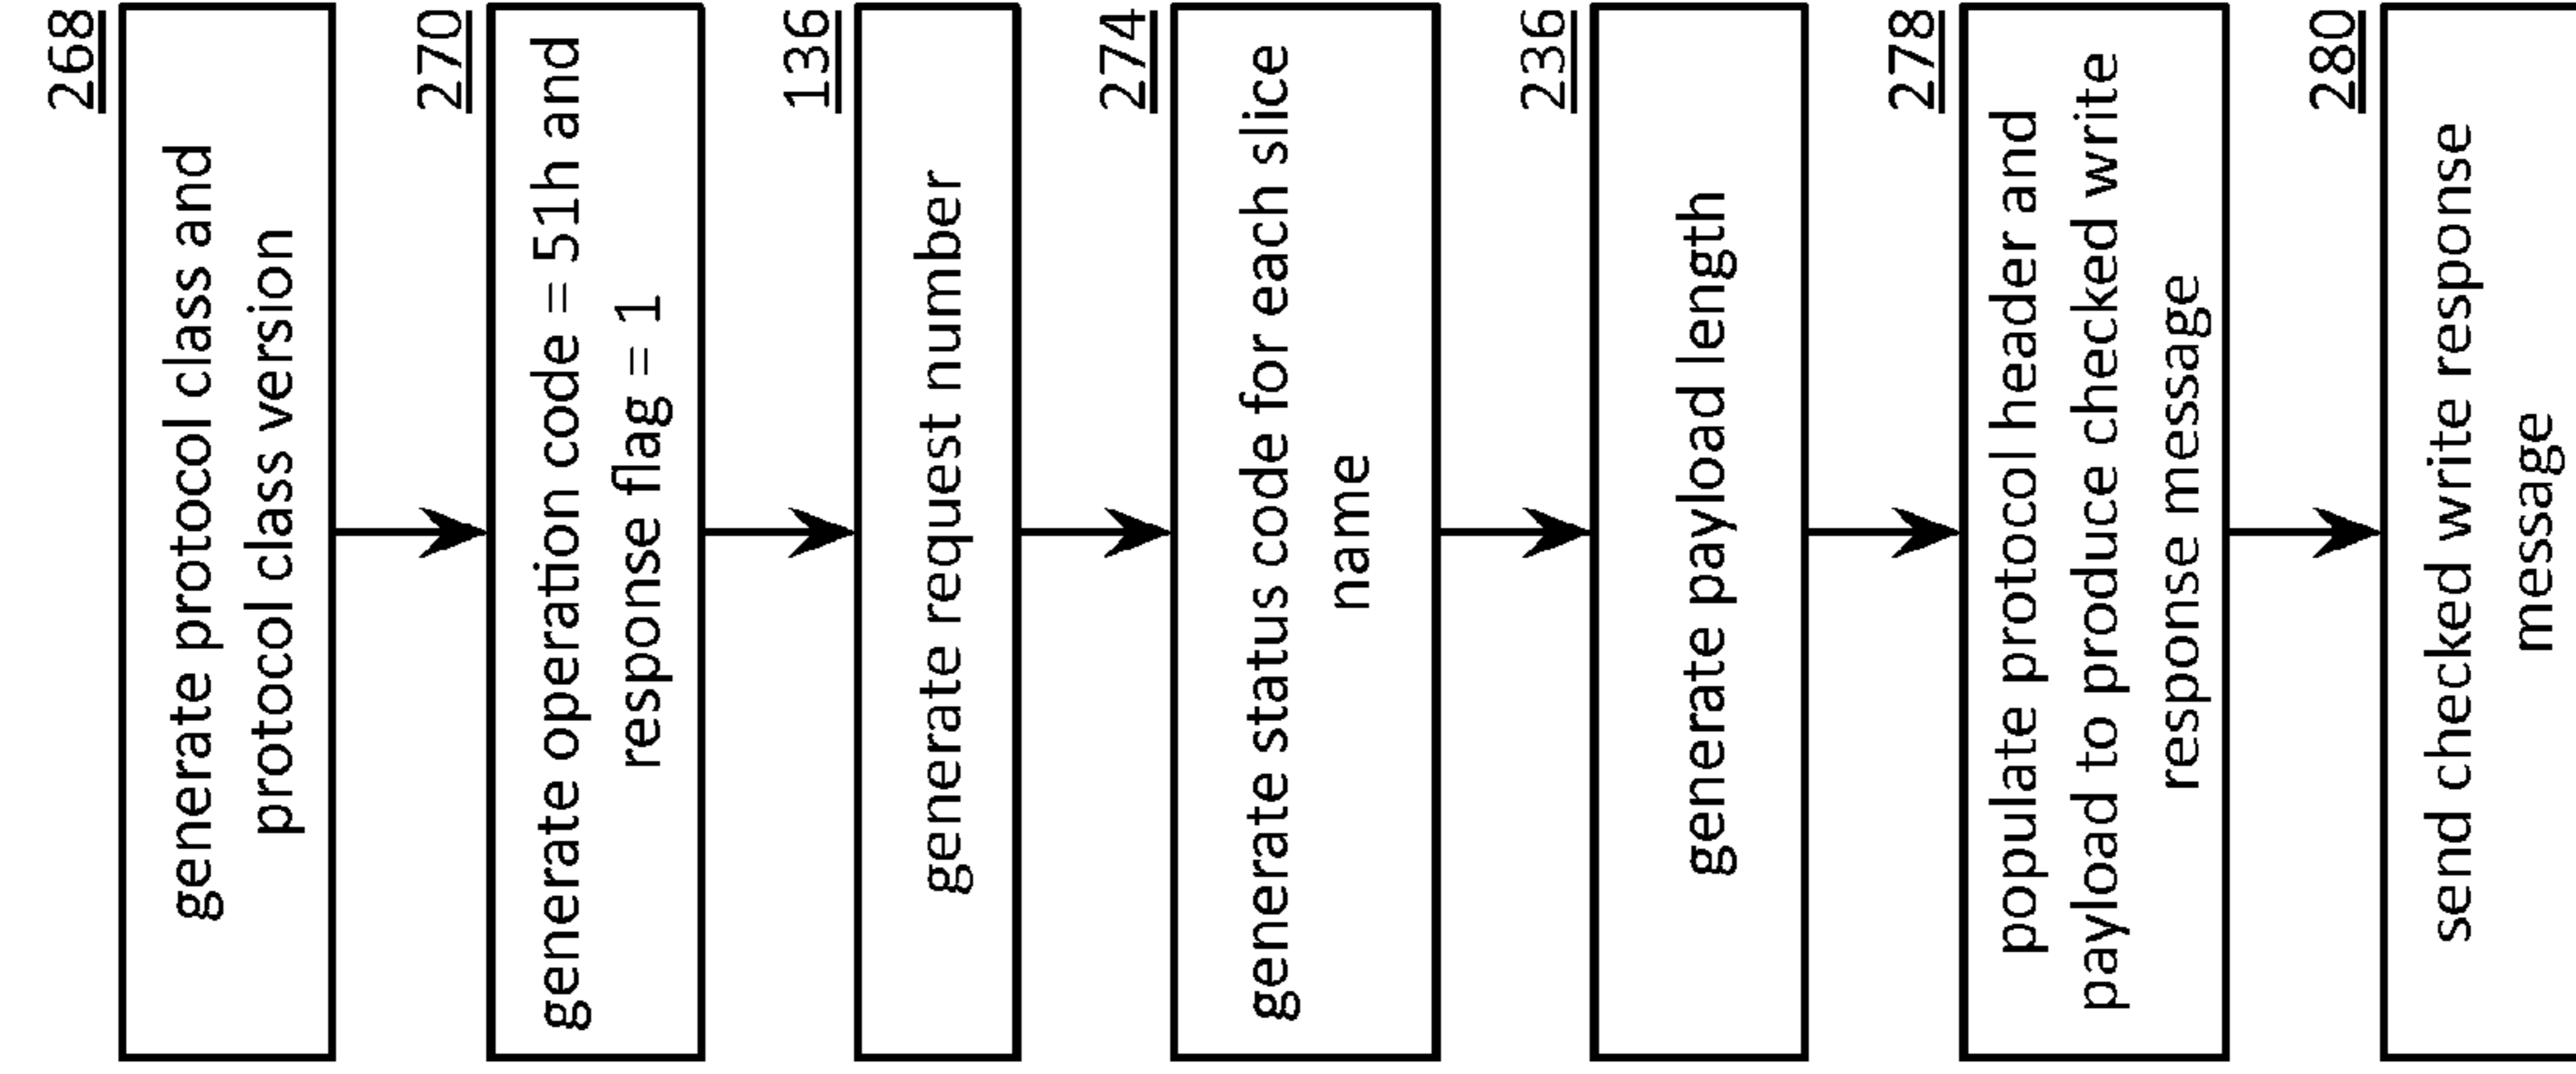 268
generate protocol class and
protocol class version
270
generate operation code = 51h and
response flag = 1
136
generate request number
274
generate status code for each slice
name
236
generate payload length
278
populate protocol header and
payload to produce checked write
response message
280
send checked write response
message